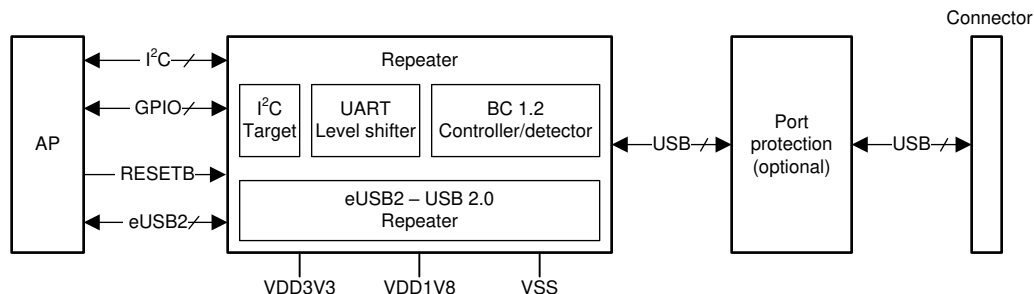 Connector
AP
I²C
GPIO
RESETB
eUSB2
Repeater
I²C
Target
UART
Level shifter
BC 1.2
Controller/detector
eUSB2 – USB 2.0
Repeater
VDD3V3
VDD1V8
VSS
USB
Port
protection
(optional)
USB